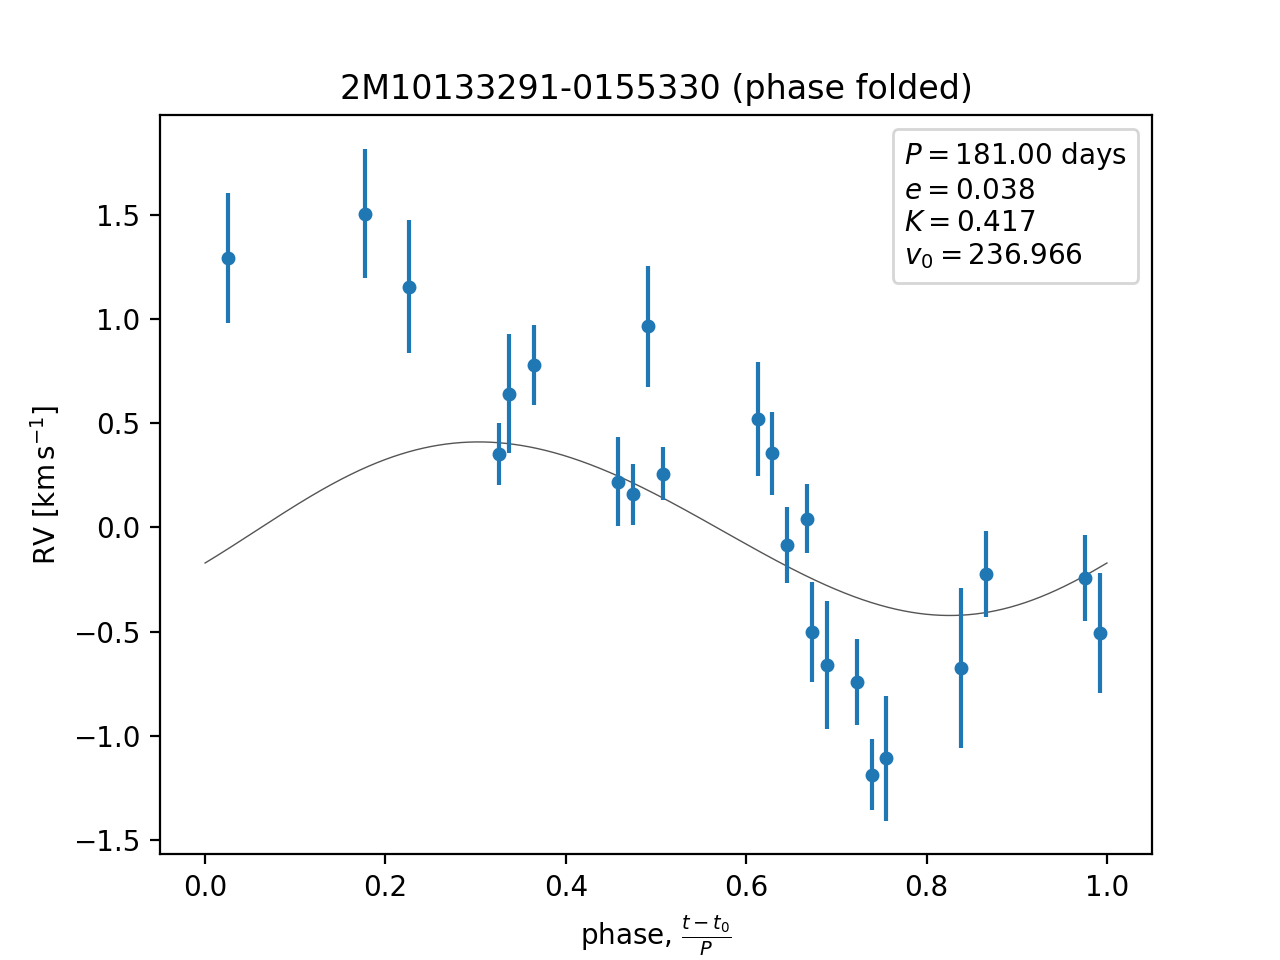 2M10133291-0155330 (phase folded)
P = 181.00 days
e = 0.038
K = 0.417
v₀ = 236.966
RV [km s⁻¹]
1.5
1.0
0.5
0.0
−0.5
−1.0
−1.5
0.0 0.2 0.4 0.6 0.8 1.0
phase, (t − t₀)/P